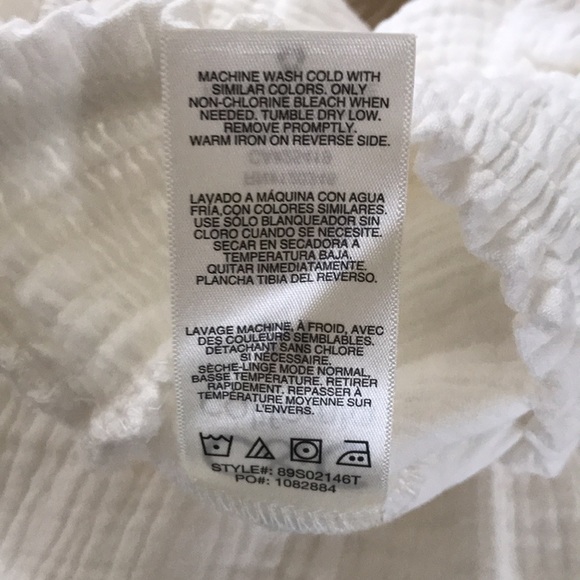 MACHINE WASH COLD WITH
SIMILAR COLORS. ONLY
NON-CHLORINE BLEACH WHEN
NEEDED. TUMBLE DRY LOW.
REMOVE PROMPTLY.
WARM IRON ON REVERSE SIDE.
LAVADO A MÁQUINA CON AGUA
FRÍA,CON COLORES SIMILARES.
USE SÓLO BLANQUEADOR SIN
CLORO CUANDO SE NECESITE.
SECAR EN SECADORA A
TEMPERATURA BAJA.
QUITAR INMEDIATAMENTE.
PLANCHA TIBIA DEL REVERSO.
LAVAGE MACHINE, À FROID, AVEC
DES COULEURS SEMBLABLES.
DÉTACHANT SANS CHLORE
SI NÉCESSAIRE.
SÈCHE-LINGE MODE NORMAL,
BASSE TEMPÉRATURE. RETIRER
RAPIDEMENT. REPASSER À
TEMPÉRATURE MOYENNE SUR
L'ENVERS.
STYLE#: 89S02146T
PO#: 1082884